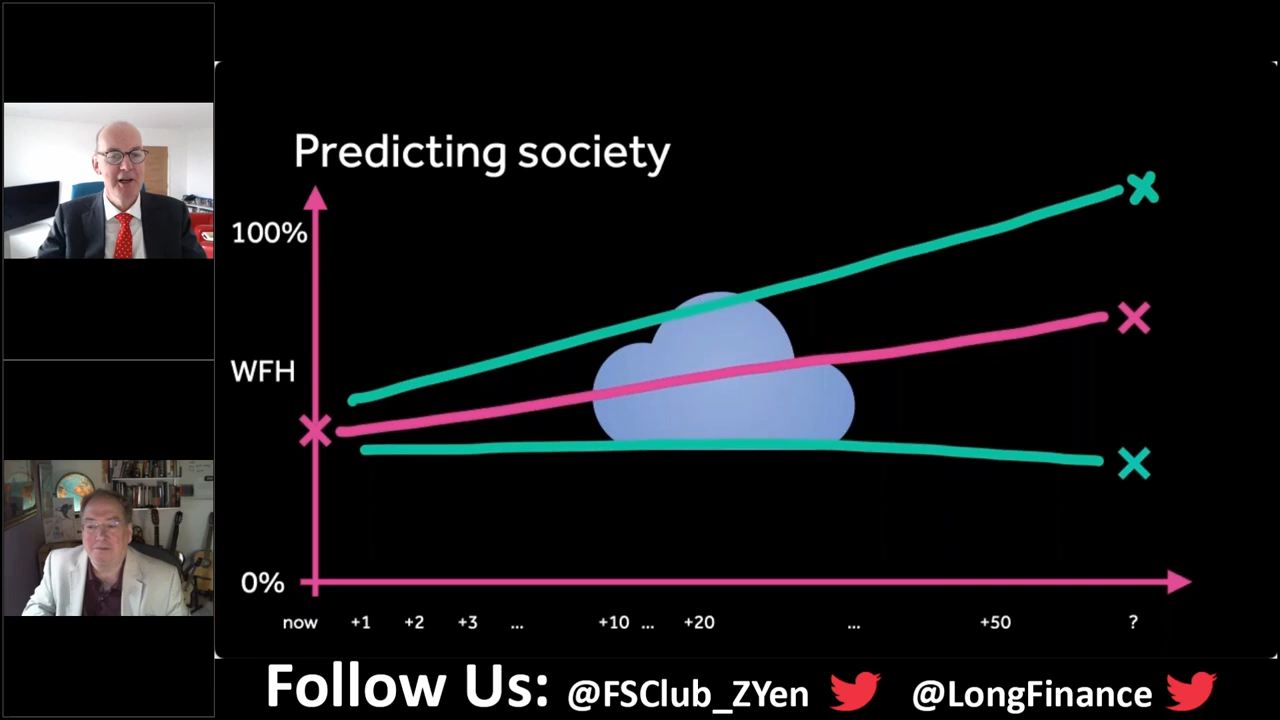 Predicting society
100%
WFH
0%
now +1 +2 +3 ... +10 ... +20 ... +50 ?
Follow Us: @FSClub_ZYen @LongFinance